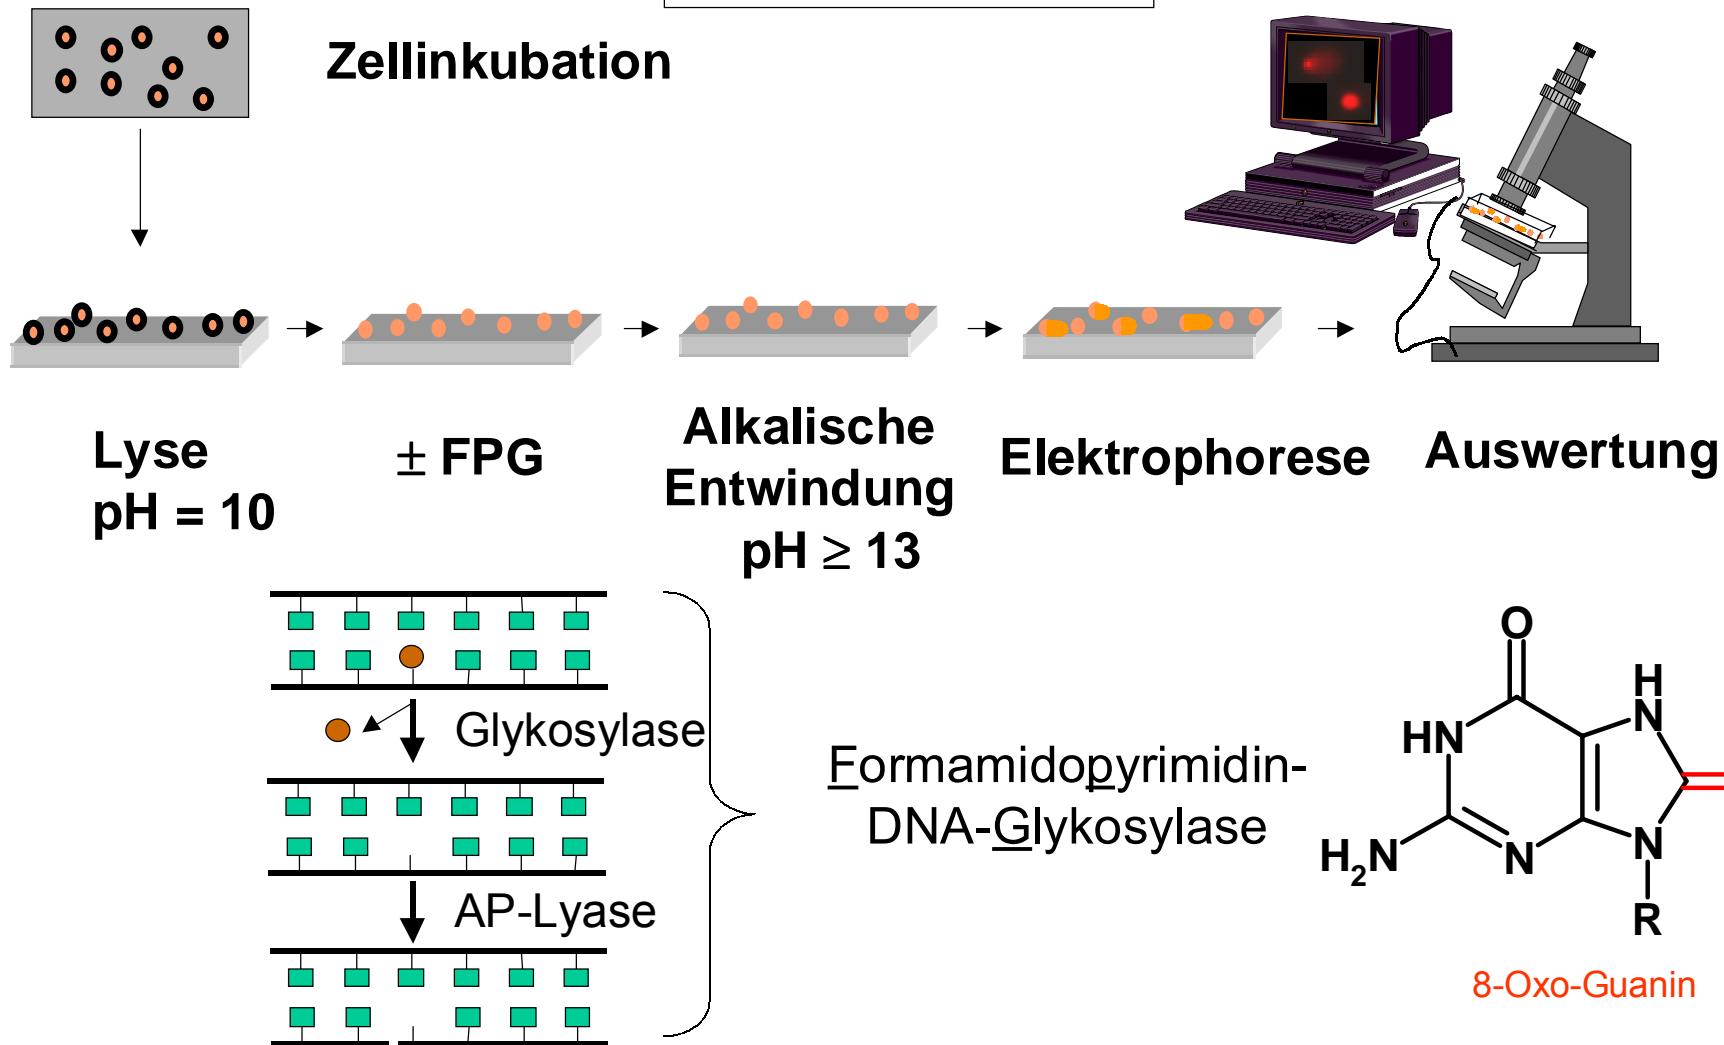 Zellinkubation
Lyse
pH = 10
± FPG
Alkalische
Entwindung
pH ≥ 13
Elektrophorese
Auswertung
Glykosylase
AP-Lyase
Formamidopyrimidin-
DNA-Glykosylase
O
H
N
HN
H2N
N
N
R
8-Oxo-Guanin